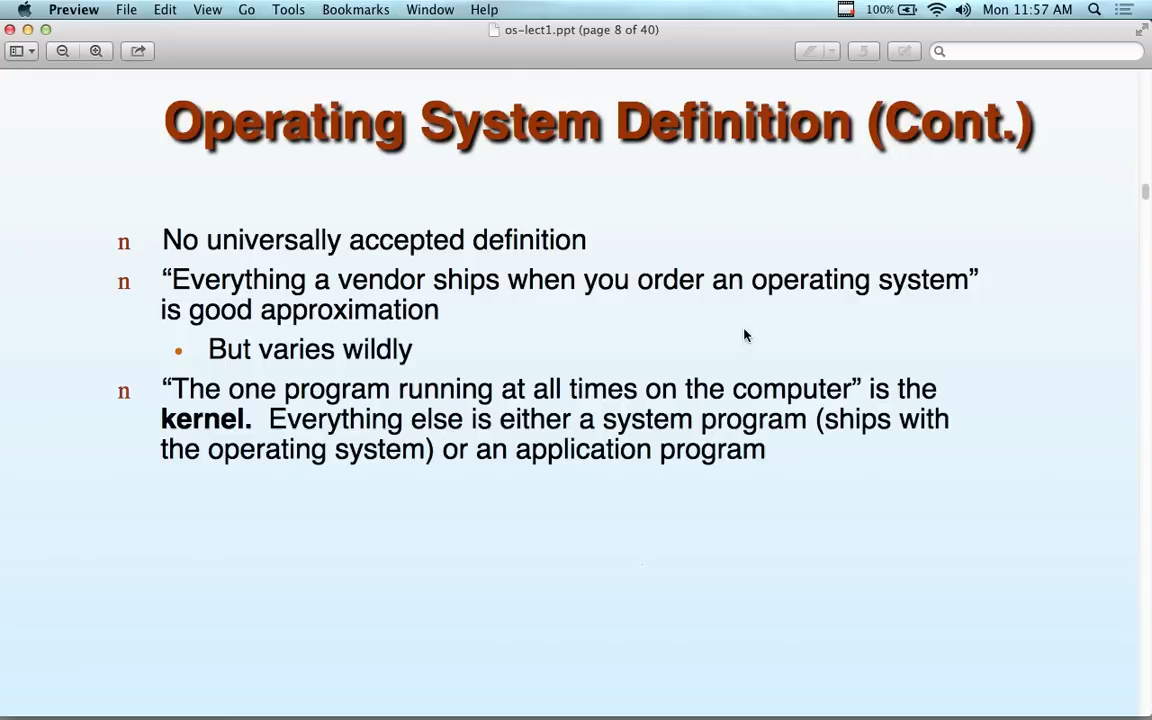 Preview File Edit View Go Tools Bookmarks Window Help 100% Mon 11:57 AM
os-lect1.ppt (page 8 of 40)
Operating System Definition (Cont.)
n No universally accepted definition
n “Everything a vendor ships when you order an operating system”
is good approximation
• But varies wildly
n “The one program running at all times on the computer” is the
kernel. Everything else is either a system program (ships with
the operating system) or an application program